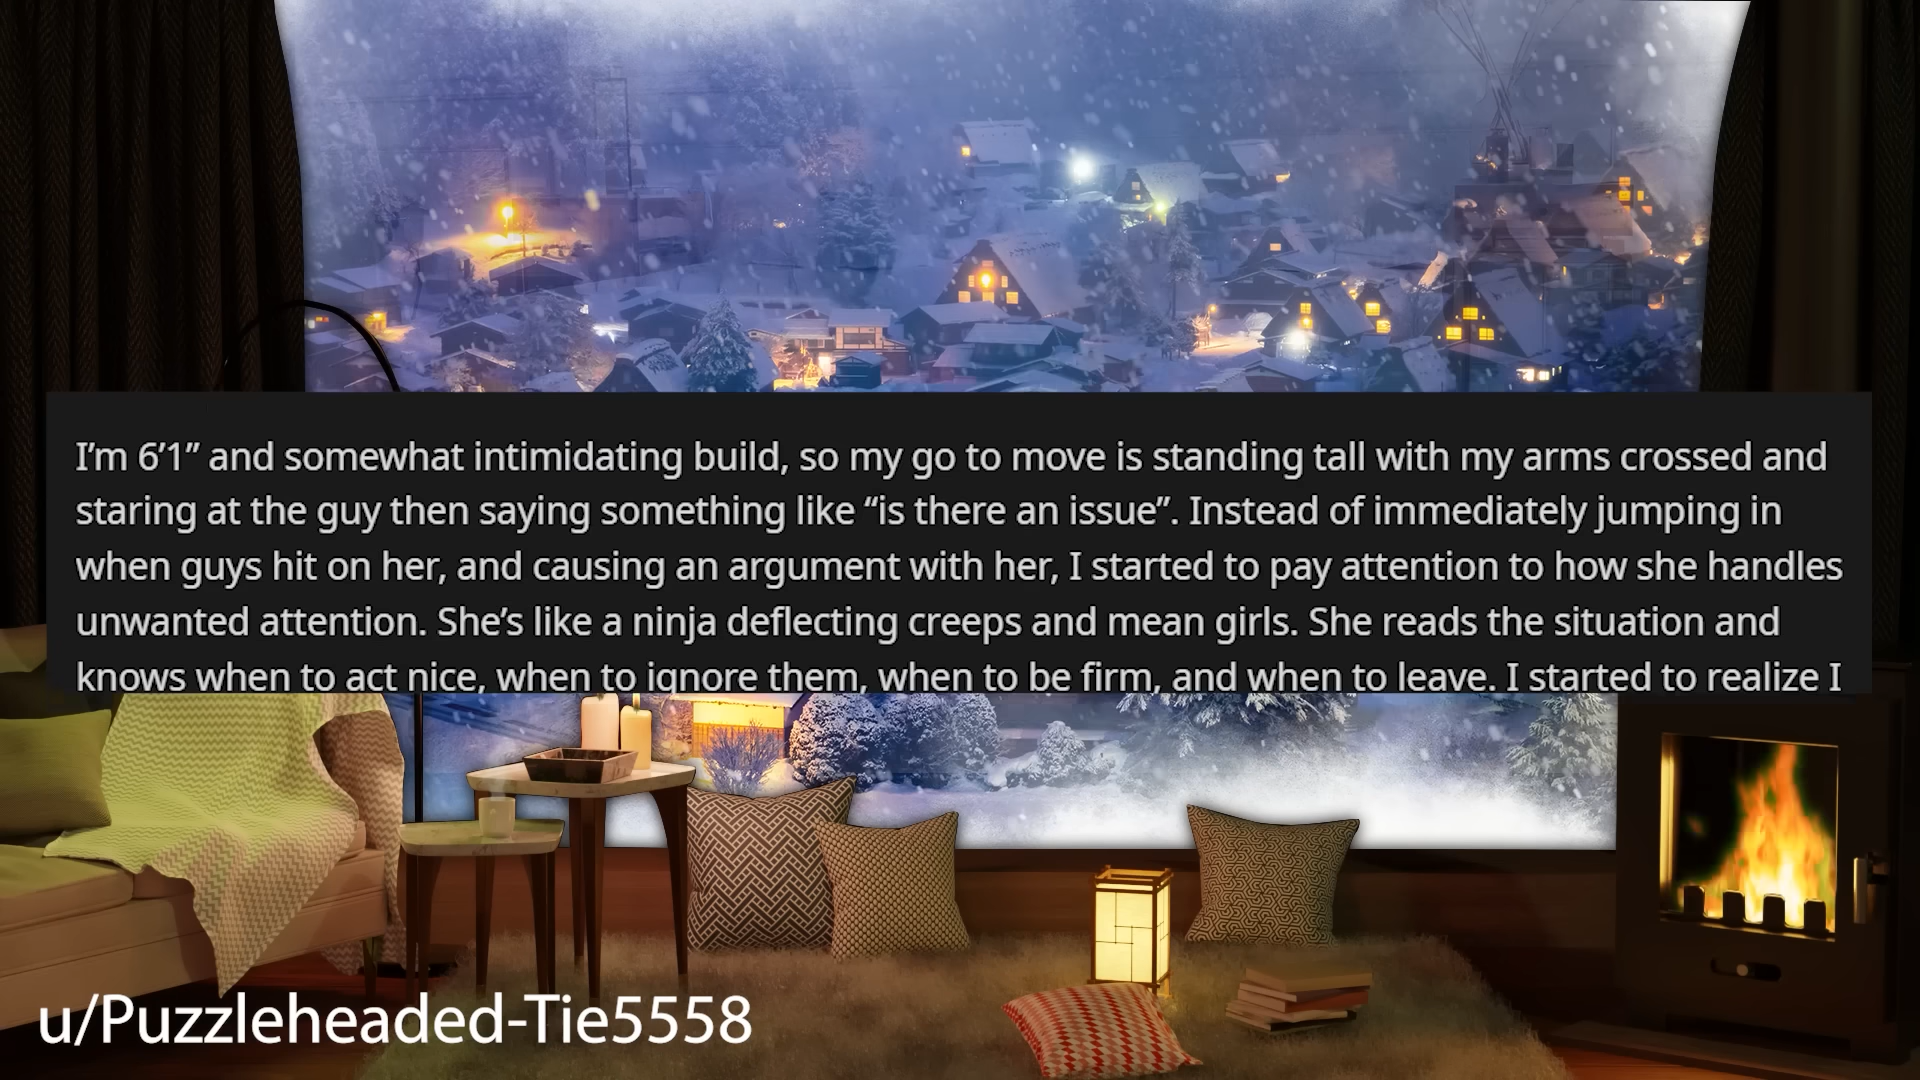 I’m 6’1” and somewhat intimidating build, so my go to move is standing tall with my arms crossed and
staring at the guy then saying something like “is there an issue”. Instead of immediately jumping in
when guys hit on her, and causing an argument with her, I started to pay attention to how she handles
unwanted attention. She’s like a ninja deflecting creeps and mean girls. She reads the situation and
knows when to act nice, when to ignore them, when to be firm, and when to leave. I started to realize I
u/Puzzleheaded-Tie5558